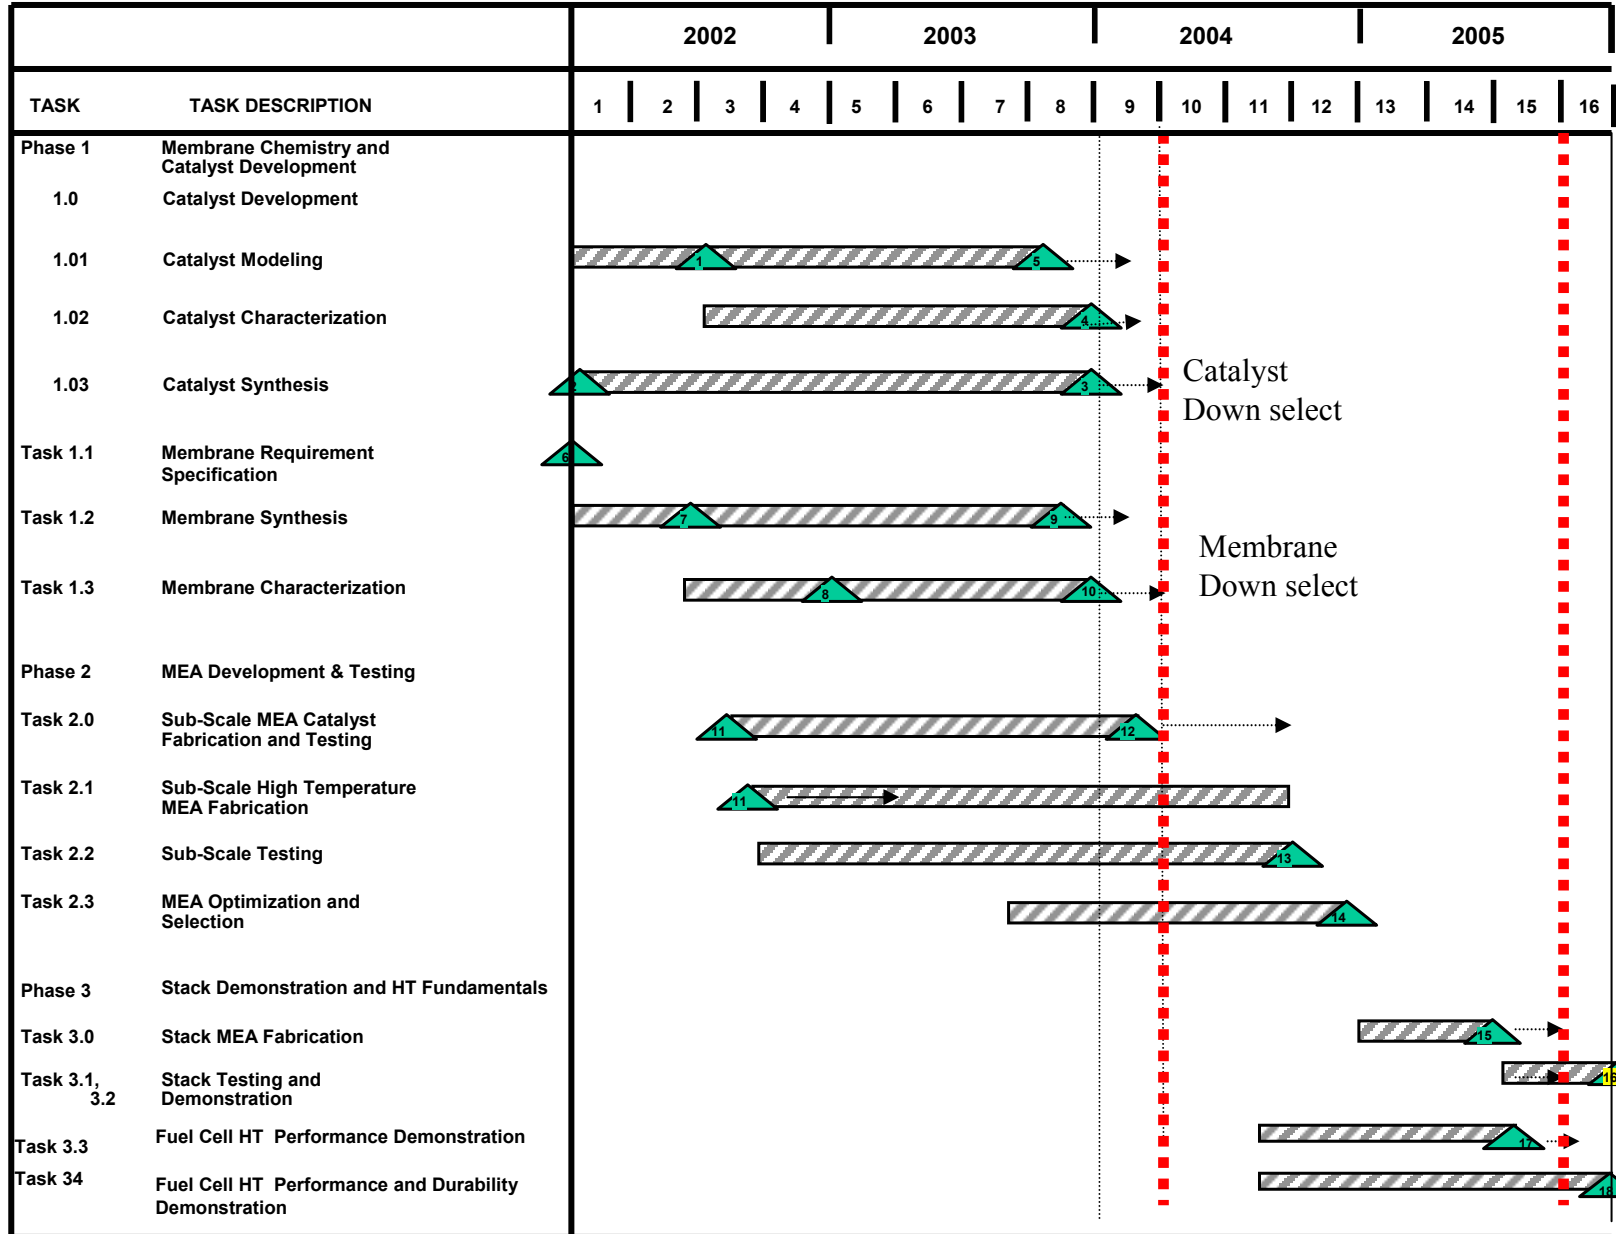 2002 2003 2004 2005
TASK TASK DESCRIPTION 1 2 3 4 5 6 7 8 9 10 11 12 13 14 15 16
Phase 1 Membrane Chemistry and
Catalyst Development
1.0 Catalyst Development
1.01 Catalyst Modeling 1 5
1.02 Catalyst Characterization 4
1.03 Catalyst Synthesis 2 3
Catalyst
Down select
Task 1.1 Membrane Requirement 6
Specification
Task 1.2 Membrane Synthesis 7 9
Membrane
Down select
Task 1.3 Membrane Characterization 8 10
Phase 2 MEA Development & Testing
Task 2.0 Sub-Scale MEA Catalyst 11 12
Fabrication and Testing
Task 2.1 Sub-Scale High Temperature 11
MEA Fabrication
Task 2.2 Sub-Scale Testing 13
Task 2.3 MEA Optimization and 14
Selection
Phase 3 Stack Demonstration and HT Fundamentals
Task 3.0 Stack MEA Fabrication 15
Task 3.1, Stack Testing and 16
3.2 Demonstration
Task 3.3 Fuel Cell HT Performance Demonstration 17
Task 34 Fuel Cell HT Performance and Durability 18
Demonstration